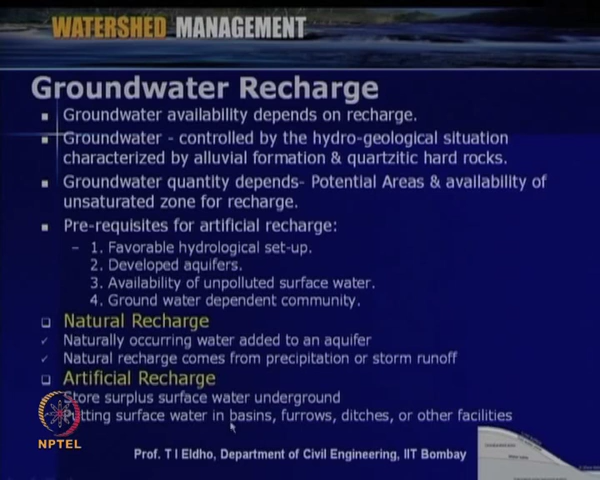 WATERSHED MANAGEMENT
Groundwater Recharge
Groundwater availability depends on recharge.
Groundwater - controlled by the hydro-geological situation
characterized by alluvial formation & quartzitic hard rocks.
Groundwater quantity depends- Potential Areas & availability of
unsaturated zone for recharge.
Pre-requisites for artificial recharge:
– 1. Favorable hydrological set-up.
2. Developed aquifers.
3. Availability of unpolluted surface water.
4. Ground water dependent community.
Natural Recharge
Naturally occurring water added to an aquifer
Natural recharge comes from precipitation or storm runoff
Artificial Recharge
Store surplus surface water underground
Putting surface water in basins, furrows, ditches, or other facilities
NPTEL
Prof. T I Eldho, Department of Civil Engineering, IIT Bombay